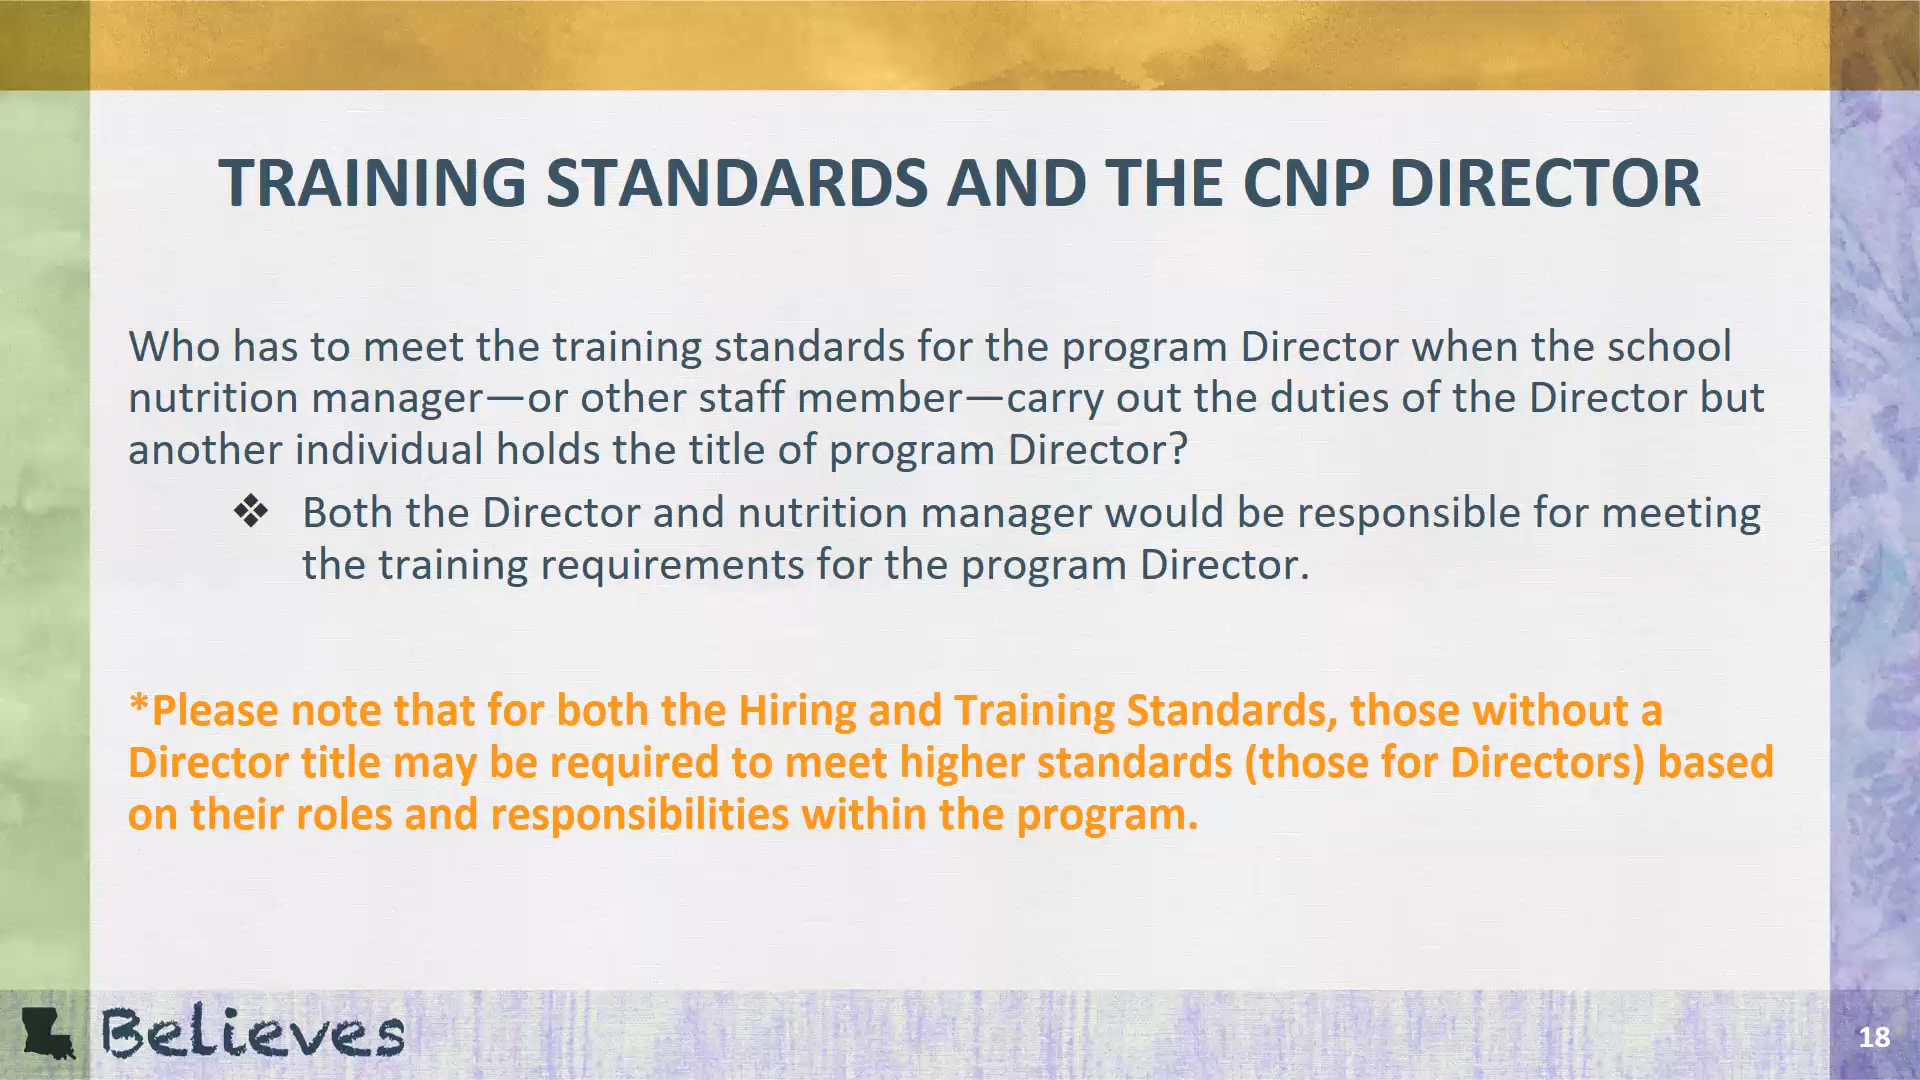 TRAINING STANDARDS AND THE CNP DIRECTOR
Who has to meet the training standards for the program Director when the school
nutrition manager—or other staff member—carry out the duties of the Director but
another individual holds the title of program Director?
❖ Both the Director and nutrition manager would be responsible for meeting
the training requirements for the program Director.
*Please note that for both the Hiring and Training Standards, those without a
Director title may be required to meet higher standards (those for Directors) based
on their roles and responsibilities within the program.
Believes
18